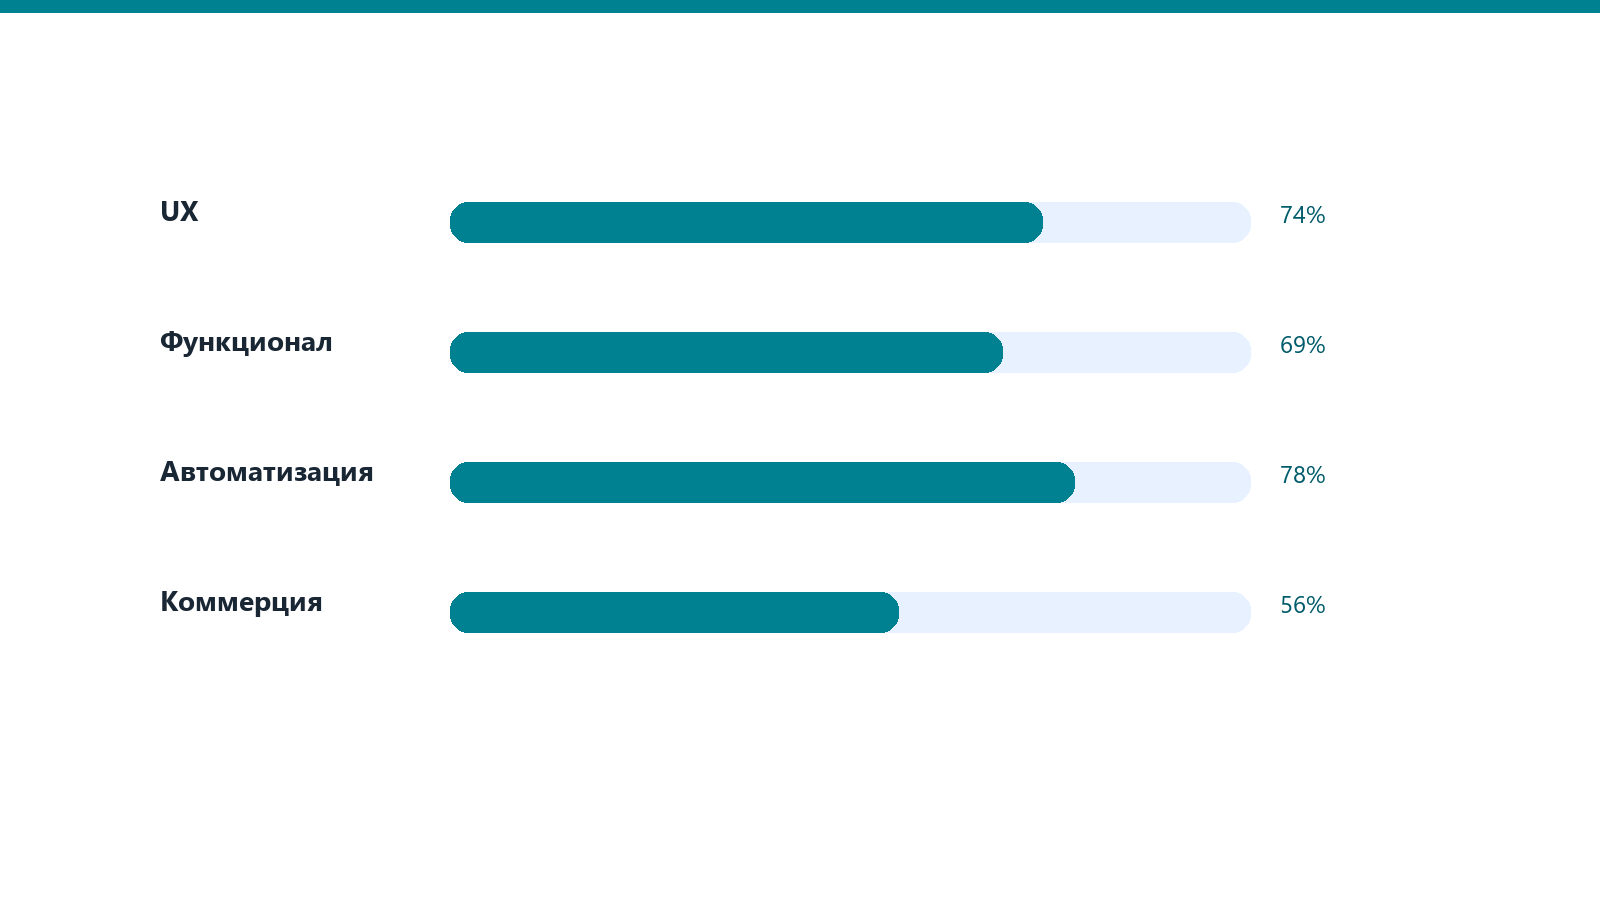 UX 74%
Функционал 69%
Автоматизация 78%
Коммерция 56%